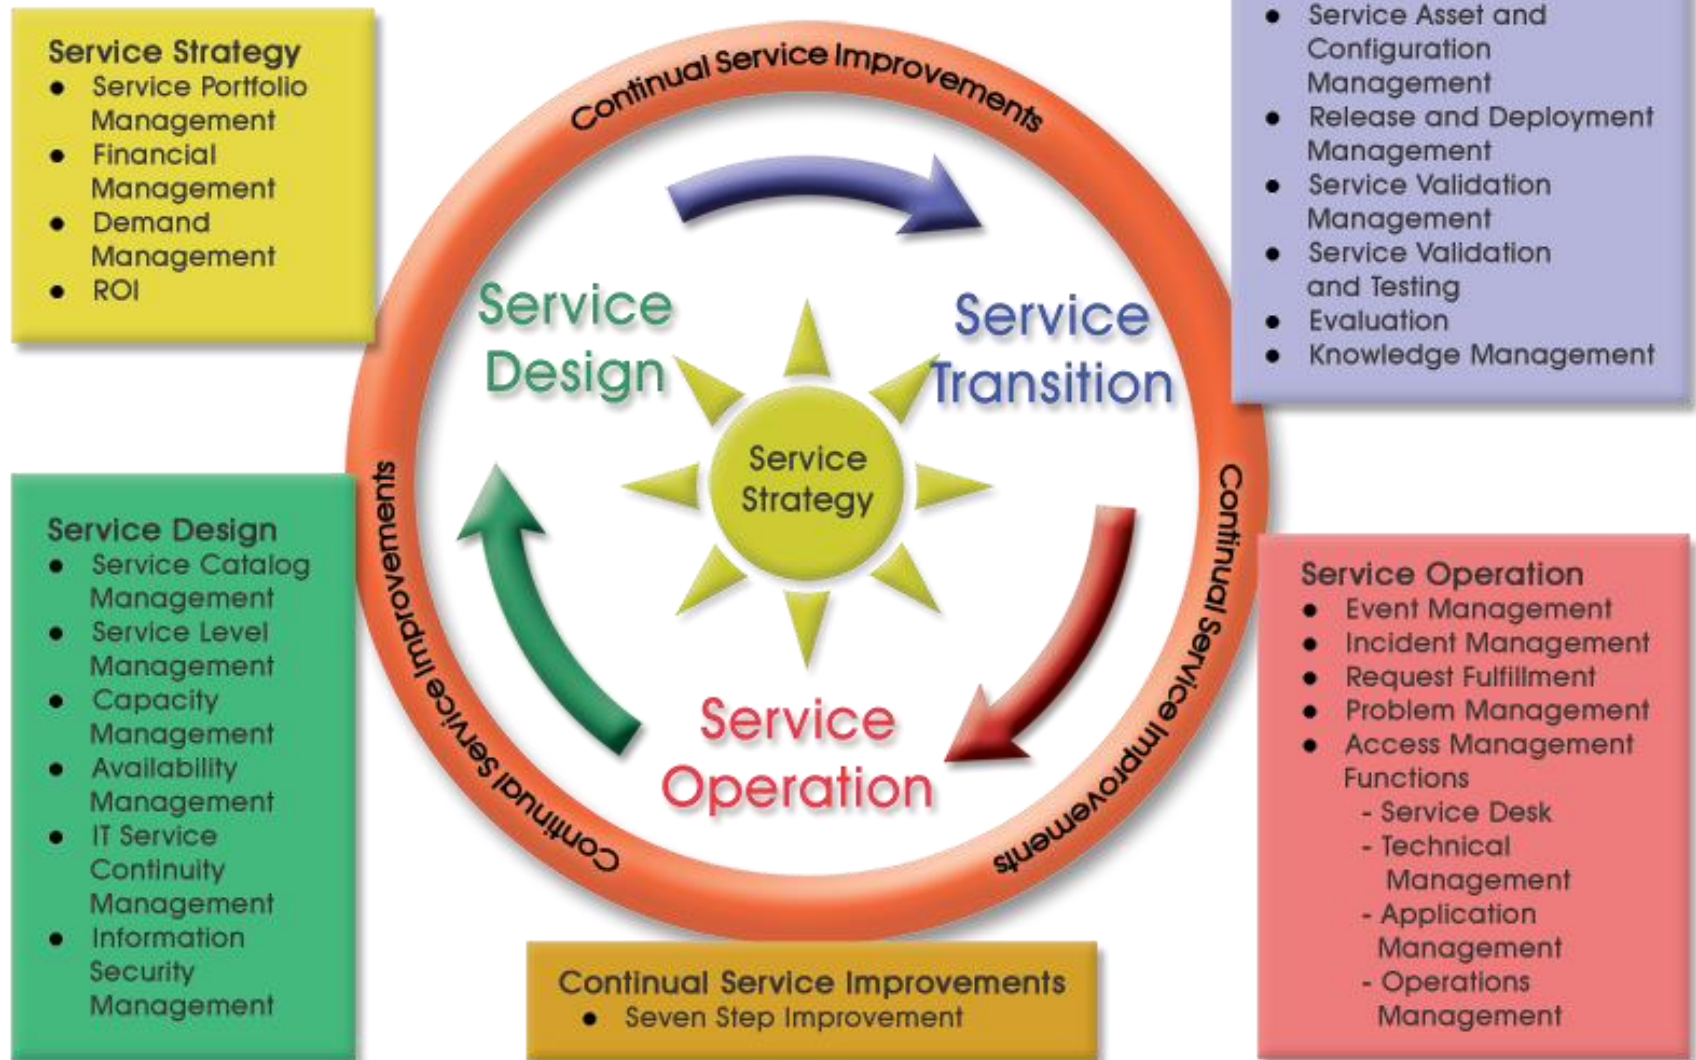 Service Strategy
● Service Portfolio
Management
● Financial
Management
● Demand
Management
● ROI
Service Design
● Service Catalog
Management
● Service Level
Management
● Capacity
Management
● Availability
Management
● IT Service
Continuity
Management
● Information
Security
Management
Continual Service Improvements
Continual Service Improvements
Continual Service Improvements
Service
Design
Service
Transition
Service
Strategy
Service
Operation
Continual Service Improvements
● Seven Step Improvement
● Service Asset and
Configuration
Management
● Release and Deployment
Management
● Service Validation
Management
● Service Validation
and Testing
● Evaluation
● Knowledge Management
Service Operation
● Event Management
● Incident Management
● Request Fulfillment
● Problem Management
● Access Management
Functions
- Service Desk
- Technical
Management
- Application
Management
- Operations
Management